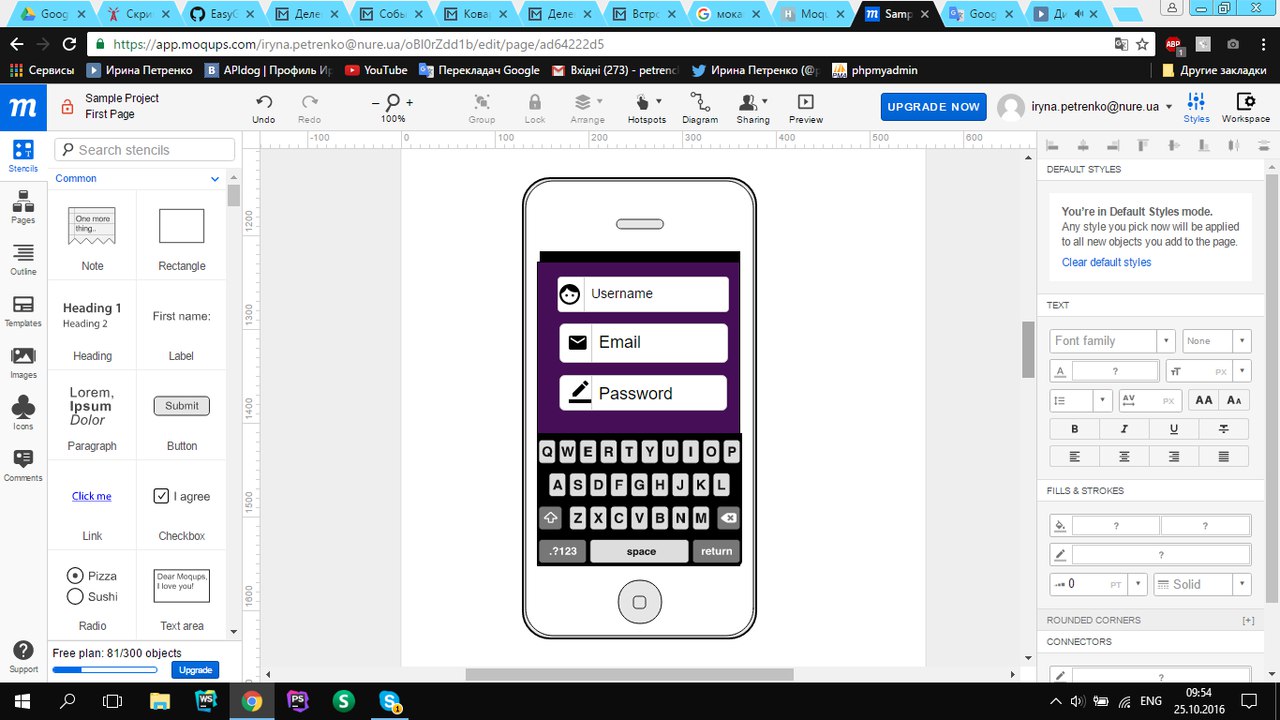 Goog
Скри
EasyC
Деле
Собы
Кова
Деле
Встро
мока
Moqu
Samp
Goog
Ди
https://app.moqups.com/iryna.petrenko@nure.ua/oBI0rZdd1b/edit/page/ad64222d5
Сервисы
Ирина Петренко
APIdog | Профиль Ир
YouTube
Перекладач Google
Вхідні (273) - petrenc
Ирина Петренко (@p
phpmyadmin
Другие закладки
Sample Project
First Page
Undo
Redo
100%
Group
Lock
Arrange
Hotspots
Diagram
Sharing
Preview
UPGRADE NOW
iryna.petrenko@nure.ua
Styles
Workspace
Stencils
Pages
Outline
Templates
Images
Icons
Comments
Support
Search stencils
Common
One more
thing..
Note
Rectangle
Heading 1
Heading 2
Heading
First name:
Label
Lorem,
Ipsum
Dolor
Paragraph
Submit
Button
Click me
Link
I agree
Checkbox
Pizza
Sushi
Radio
Dear Moqups,
I love you!
Text area
Free plan: 81/300 objects
Upgrade
-100
0
100
200
300
400
500
600
1200
1300
1400
1500
1600
Username
Email
Password
Q W E R T Y U I O P
A S D F G H J K L
Z X C V B N M
.?123
space
return
DEFAULT STYLES
You're in Default Styles mode.
Any style you pick now will be applied
to all new objects you add to the page.
Clear default styles
TEXT
Font family
None
A
?
TT
PX
AV
PX
AA
AA
B
I
U
T
FILLS & STROKES
?
?
?
0
PT
Solid
ROUNDED CORNERS
[+]
CONNECTORS
?
ENG
09:54
25.10.2016